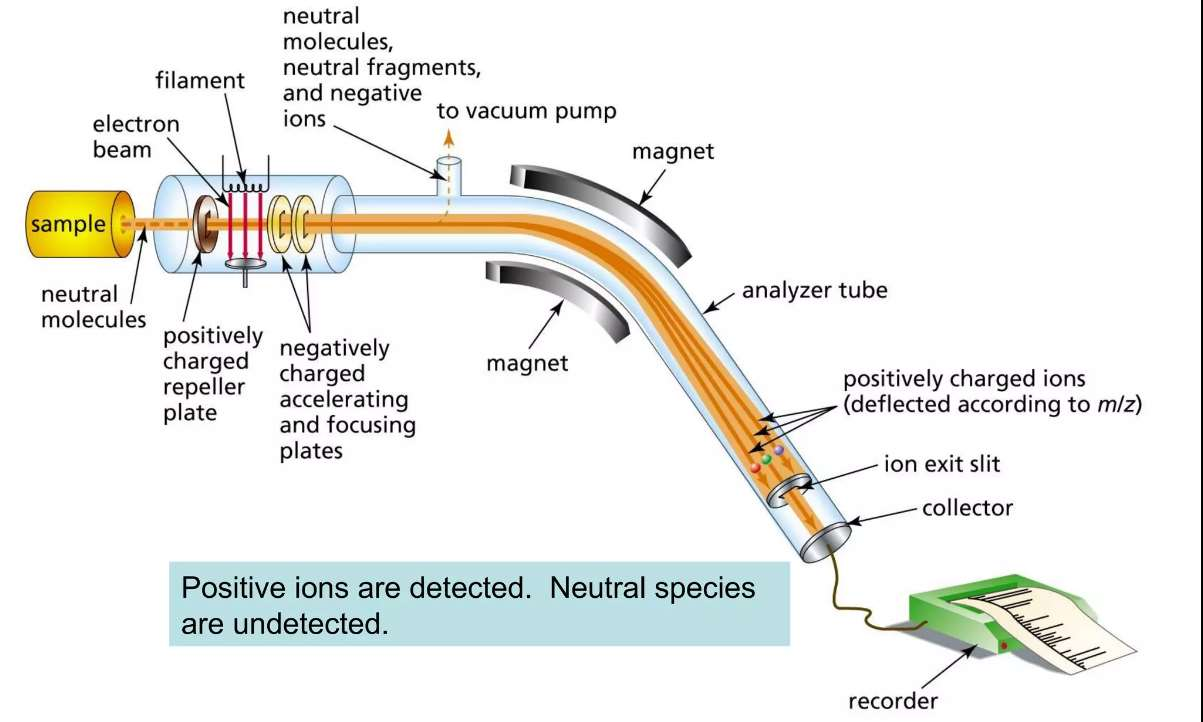 neutral
molecules,
neutral fragments,
and negative
ions
to vacuum pump
filament
electron
beam
magnet
sample
neutral
molecules
positively
charged
repeller
plate
negatively
charged
accelerating
and focusing
plates
magnet
analyzer tube
positively charged ions
(deflected according to m/z)
ion exit slit
collector
Positive ions are detected.  Neutral species
are undetected.
recorder